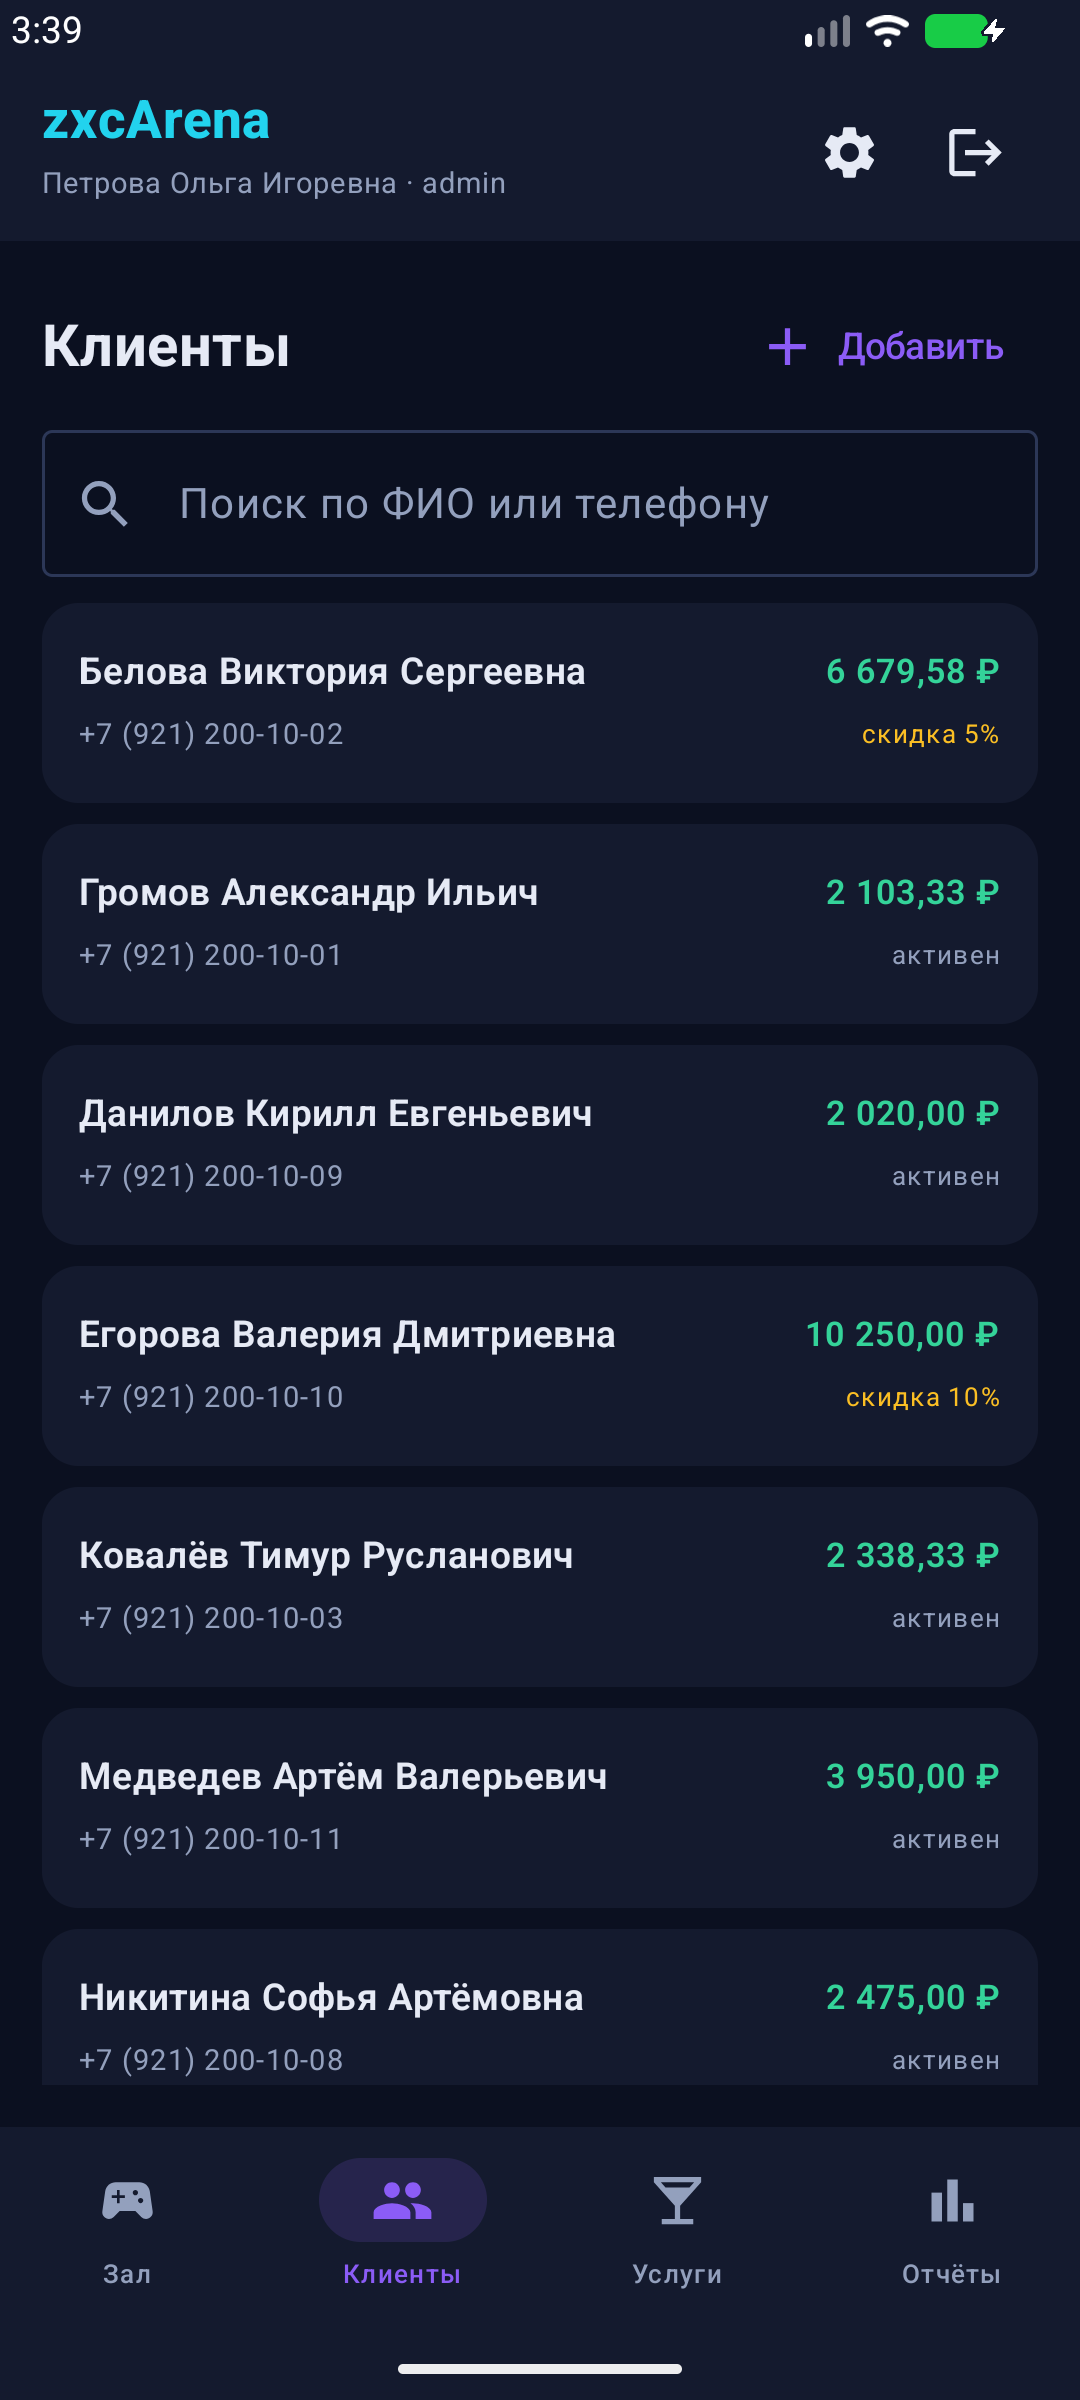 3:39
zxcArena
Петрова Ольга Игоревна · admin
Клиенты
Добавить
Поиск по ФИО или телефону
Белова Виктория Сергеевна 6 679,58 ₽
+7 (921) 200-10-02 скидка 5%
Громов Александр Ильич 2 103,33 ₽
+7 (921) 200-10-01 активен
Данилов Кирилл Евгеньевич 2 020,00 ₽
+7 (921) 200-10-09 активен
Егорова Валерия Дмитриевна 10 250,00 ₽
+7 (921) 200-10-10 скидка 10%
Ковалёв Тимур Русланович 2 338,33 ₽
+7 (921) 200-10-03 активен
Медведев Артём Валерьевич 3 950,00 ₽
+7 (921) 200-10-11 активен
Никитина Софья Артёмовна 2 475,00 ₽
+7 (921) 200-10-08 активен
Зал Клиенты Услуги Отчёты